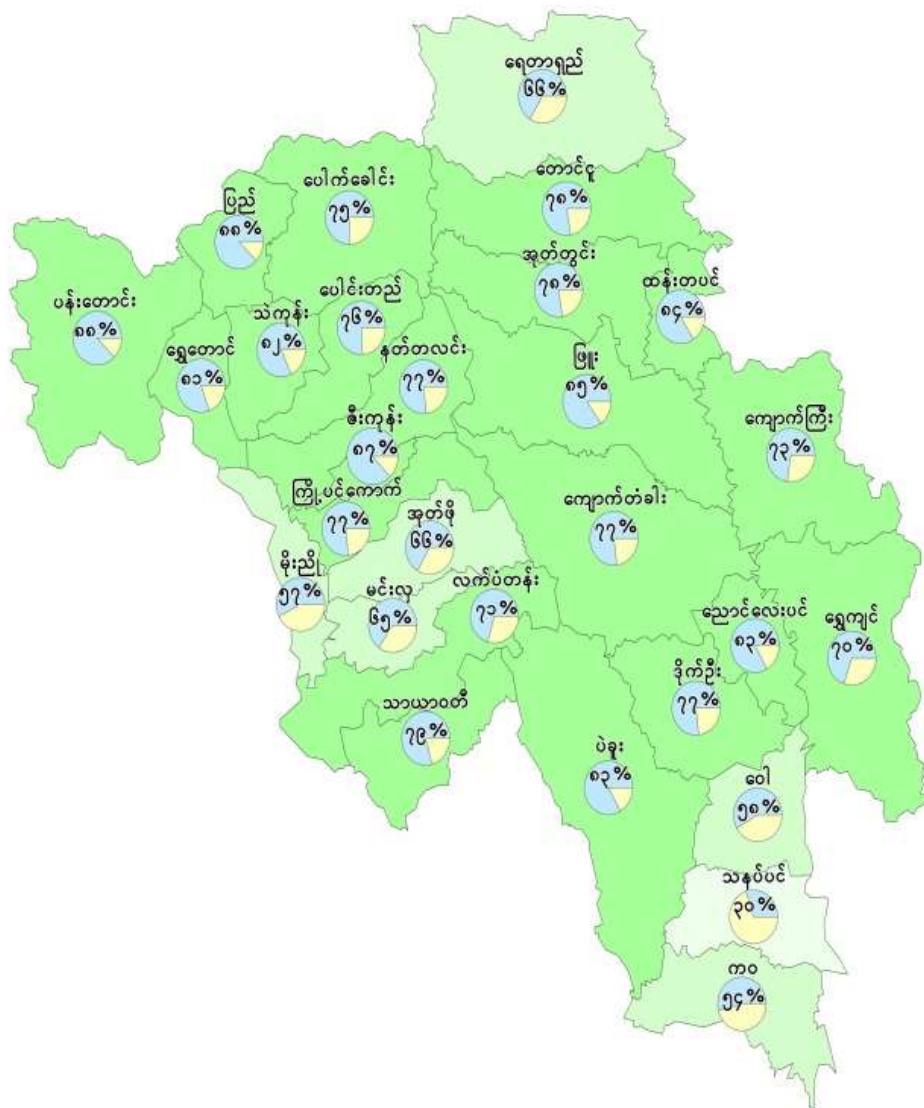 ရေတာရှည်
၆၆%
တောင်ငူ
၇၈%
ပေါက်ခေါင်း
၇၅%
ပြည်
၈၈%
အုတ်တွင်း
၇၈%
ထန်းတပင်
၈၄%
ပန်းတောင်း
၈၈%
ပေါင်းတည်
၇၆%
သဲကုန်း
၈၂%
ရွှေတောင်
၈၁%
နတ်တလင်း
၇၇%
ဖြူး
၈၅%
ကျောက်ကြီး
၇၃%
ဇီးကုန်း
၈၇%
ကြို့ပင်ကောက်
၇၇%
အုတ်ဖို
၆၆%
ကျောက်တံခါး
၇၇%
မိုးညို
၅၇%
မင်းလှ
၆၅%
လက်ပံတန်း
၇၁%
ညောင်လေးပင်
၈၃%
ရွှေကျင်
၇၀%
ဒိုက်ဦး
၇၇%
သာယာဝတီ
၇၉%
ပဲခူး
၈၃%
ဝေါ
၅၈%
သနပ်ပင်
၃၀%
ကဝ
၅၄%